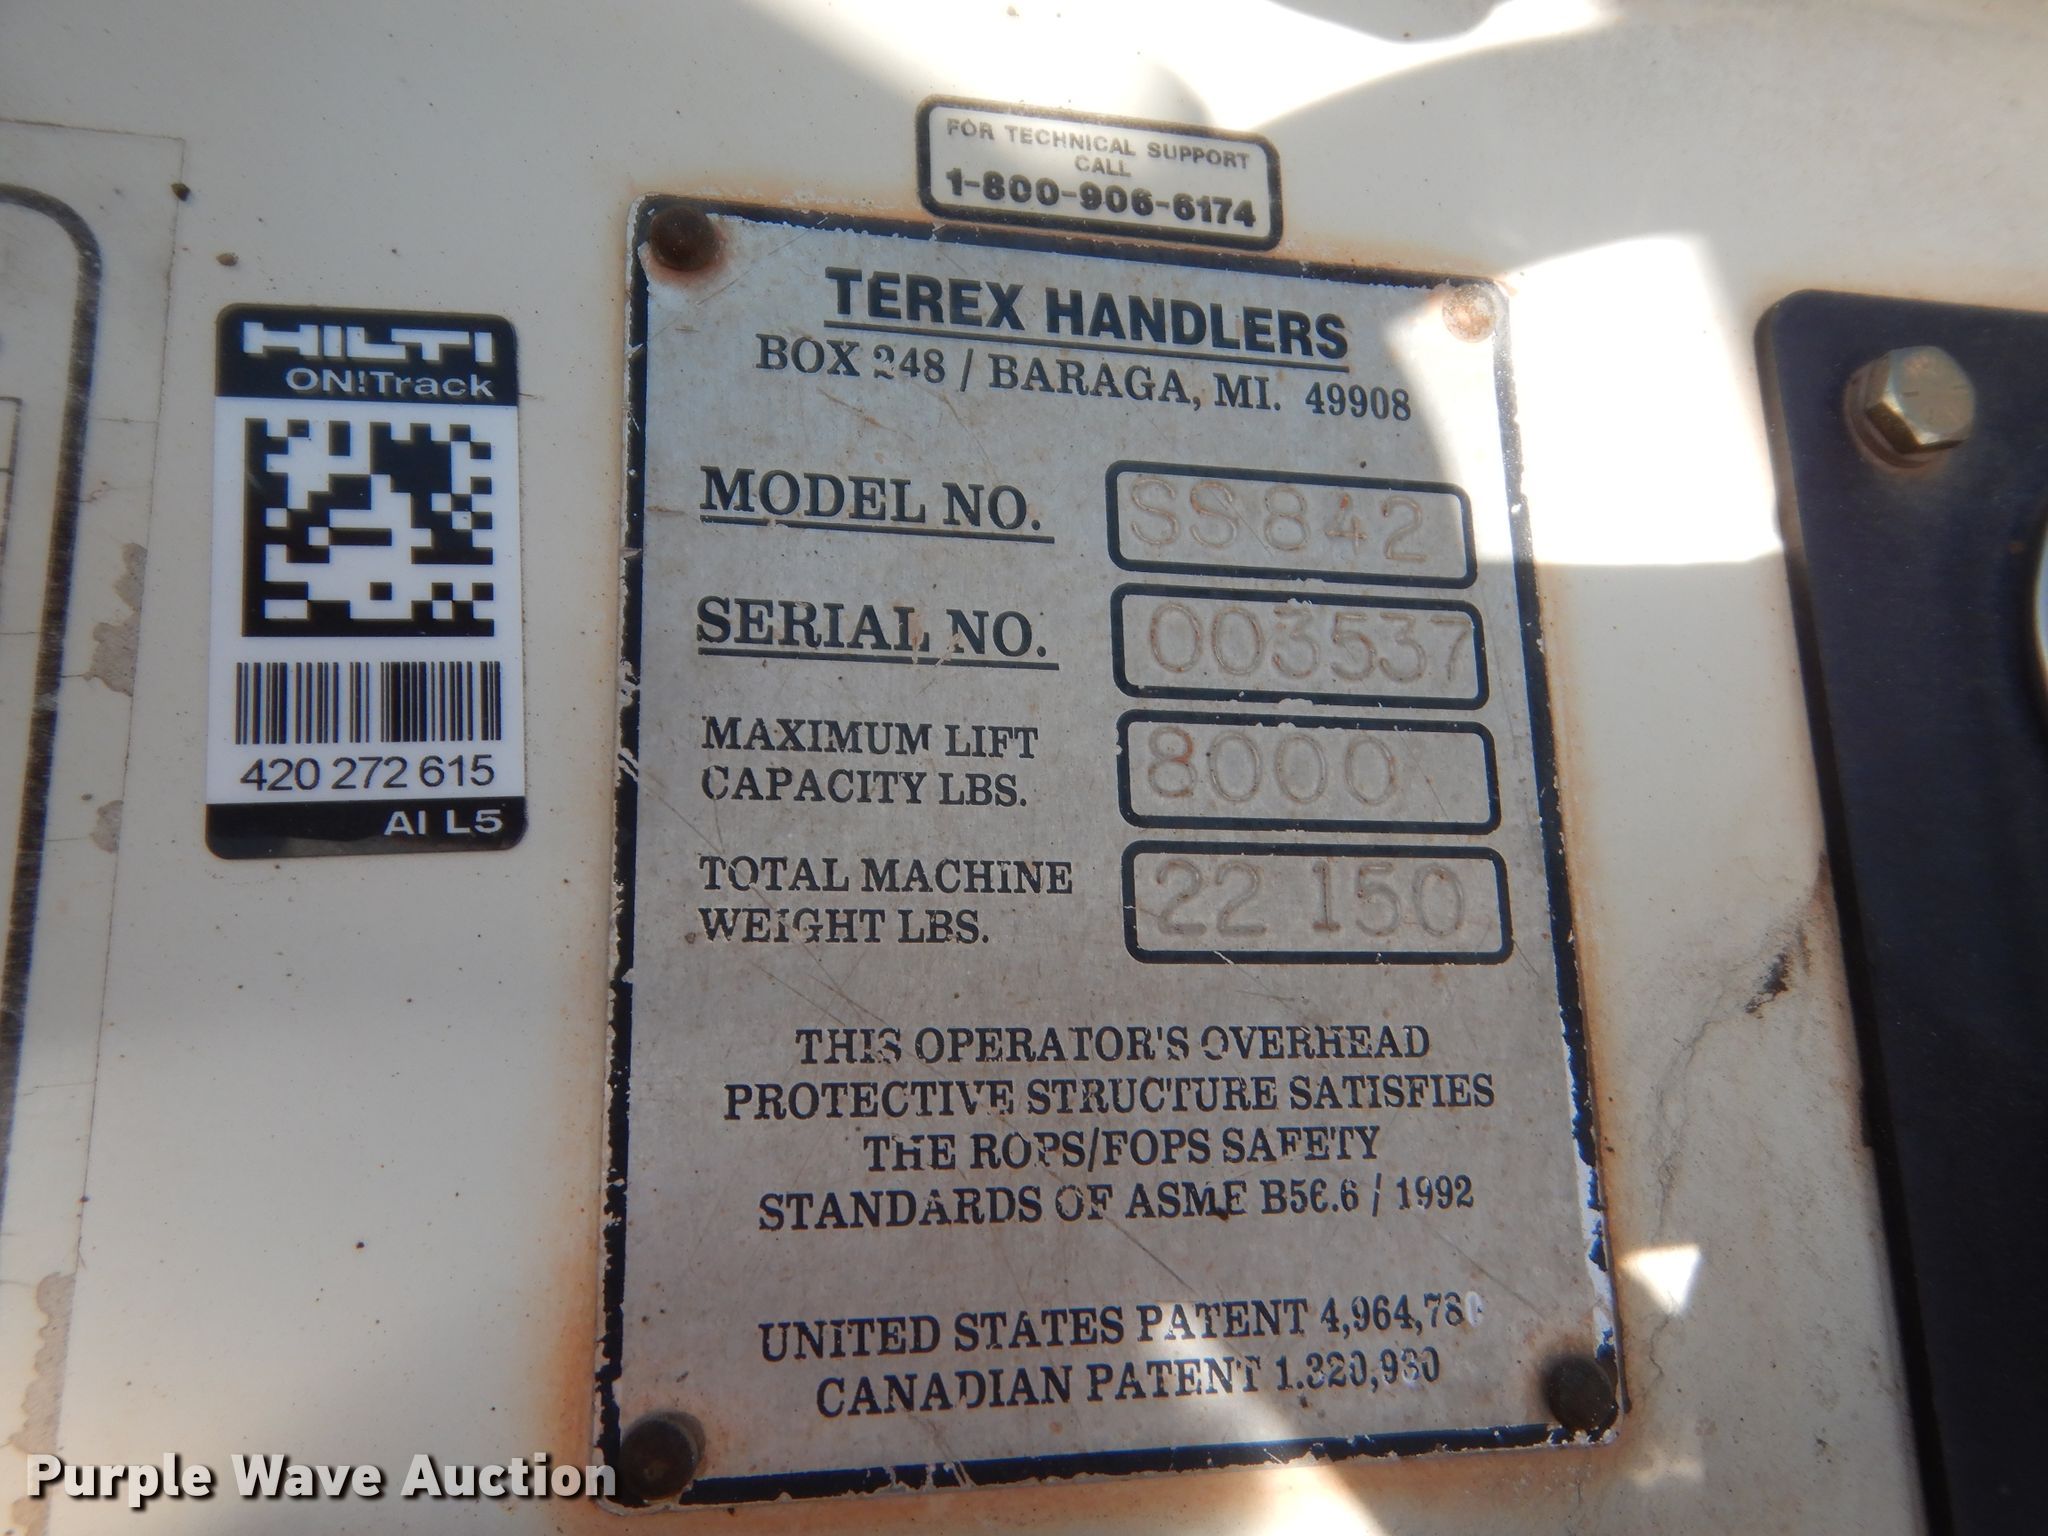 FOR TECHNICAL SUPPORT
CALL
1-800-906-6174
TEREX HANDLERS
BOX 248 / BARAGA, MI. 49908
MODEL NO. SS842
SERIAL NO. 003537
MAXIMUM LIFT
CAPACITY LBS. 8000
TOTAL MACHINE
WEIGHT LBS. 22 150
THIS OPERATOR'S OVERHEAD
PROTECTIVE STRUCTURE SATISFIES
THE ROPS/FOPS SAFETY
STANDARDS OF ASME B56.6 / 1992
UNITED STATES PATENT
CANADIAN PATENT 1,320,930
HILTI
ON!Track
420 272 615
AI L5
Purple Wave Auction